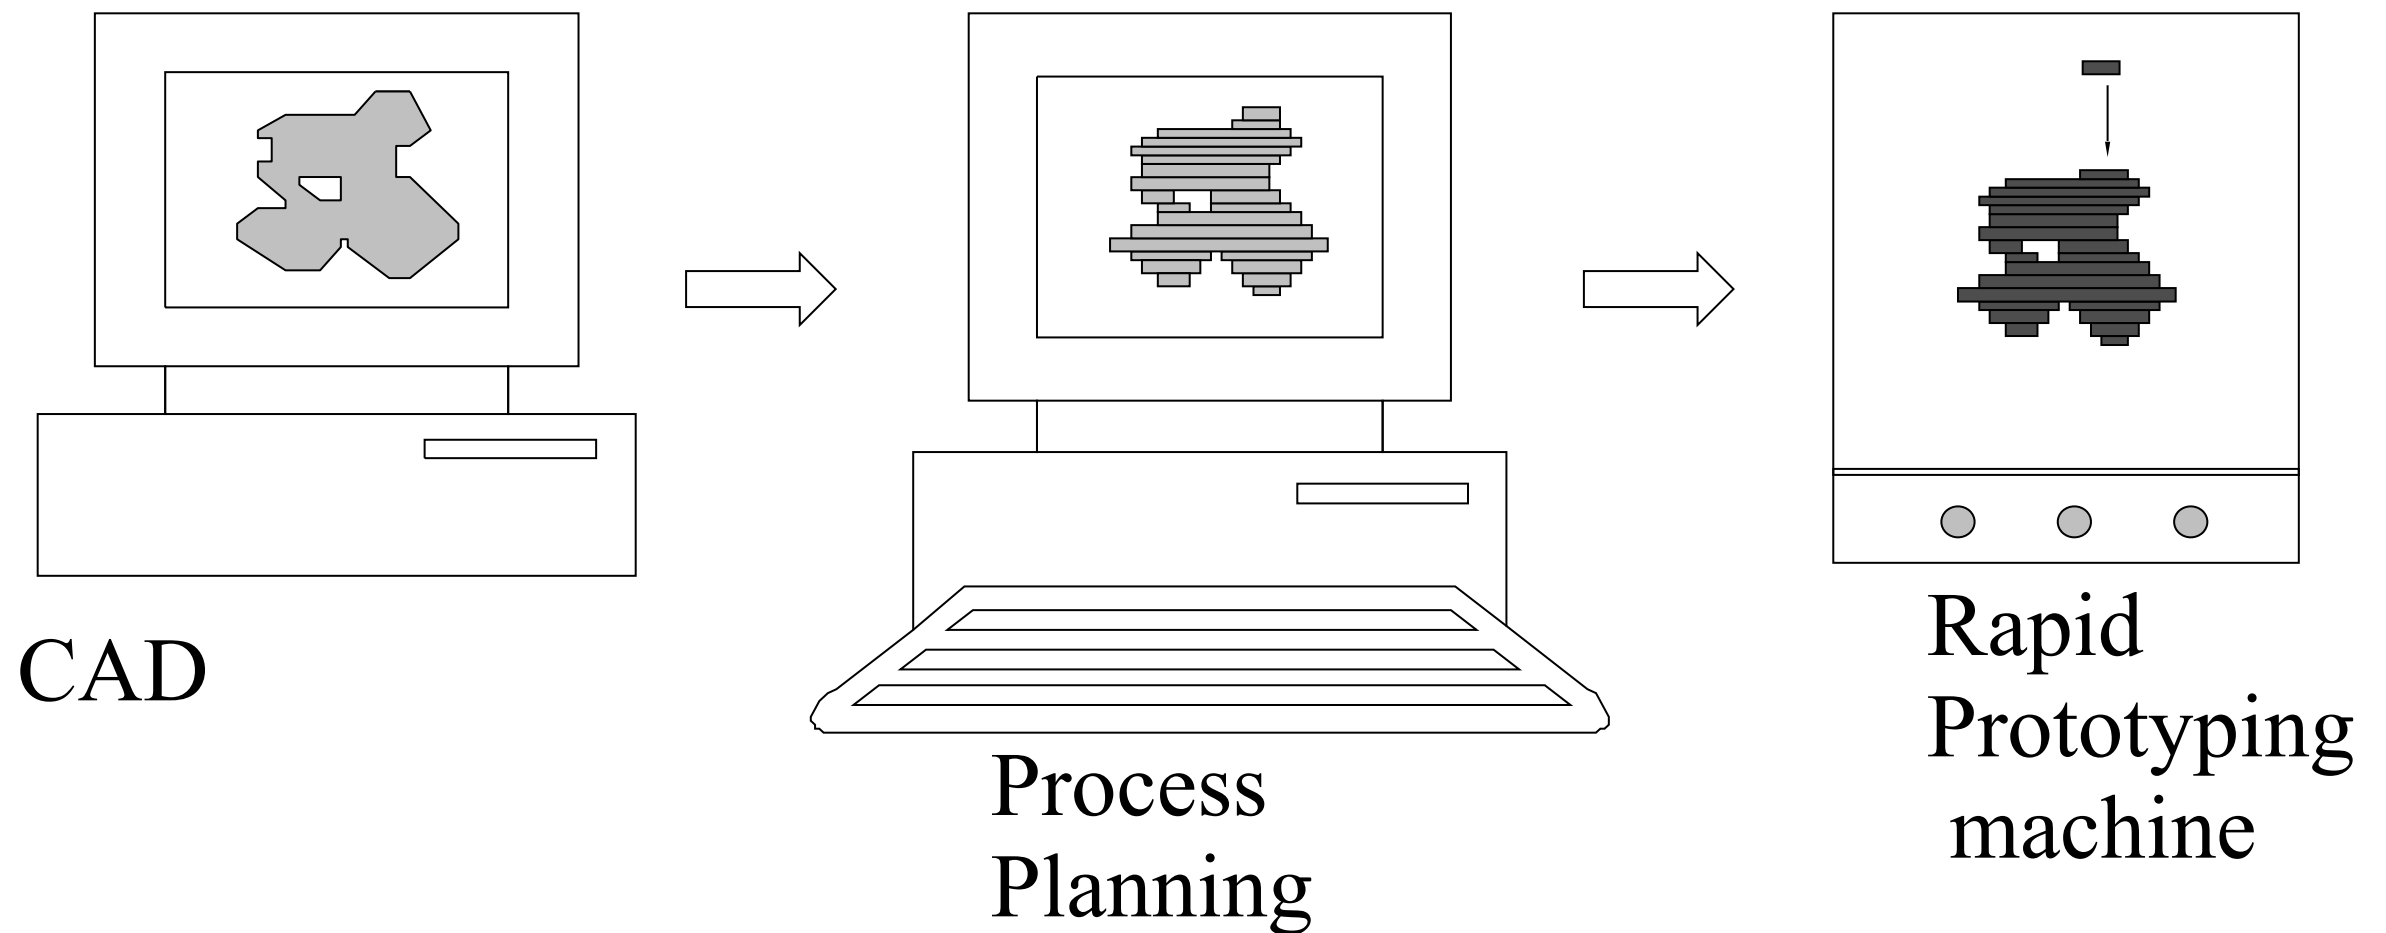 CAD
Process
Planning
Rapid
Prototyping
machine